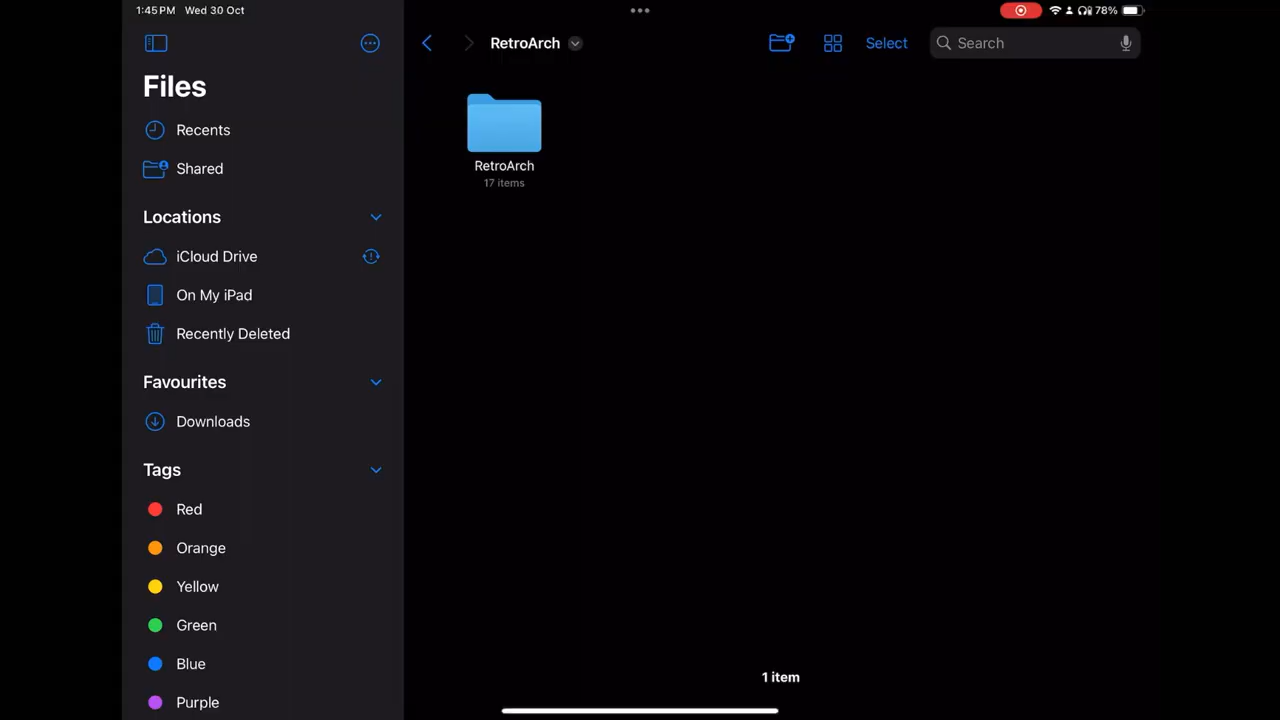 1:45 PM Wed 30 Oct
78%
Files
Recents
Shared
Locations
iCloud Drive
On My iPad
Recently Deleted
Favourites
Downloads
Tags
Red
Orange
Yellow
Green
Blue
Purple
RetroArch
Select
Search
RetroArch
17 items
1 item